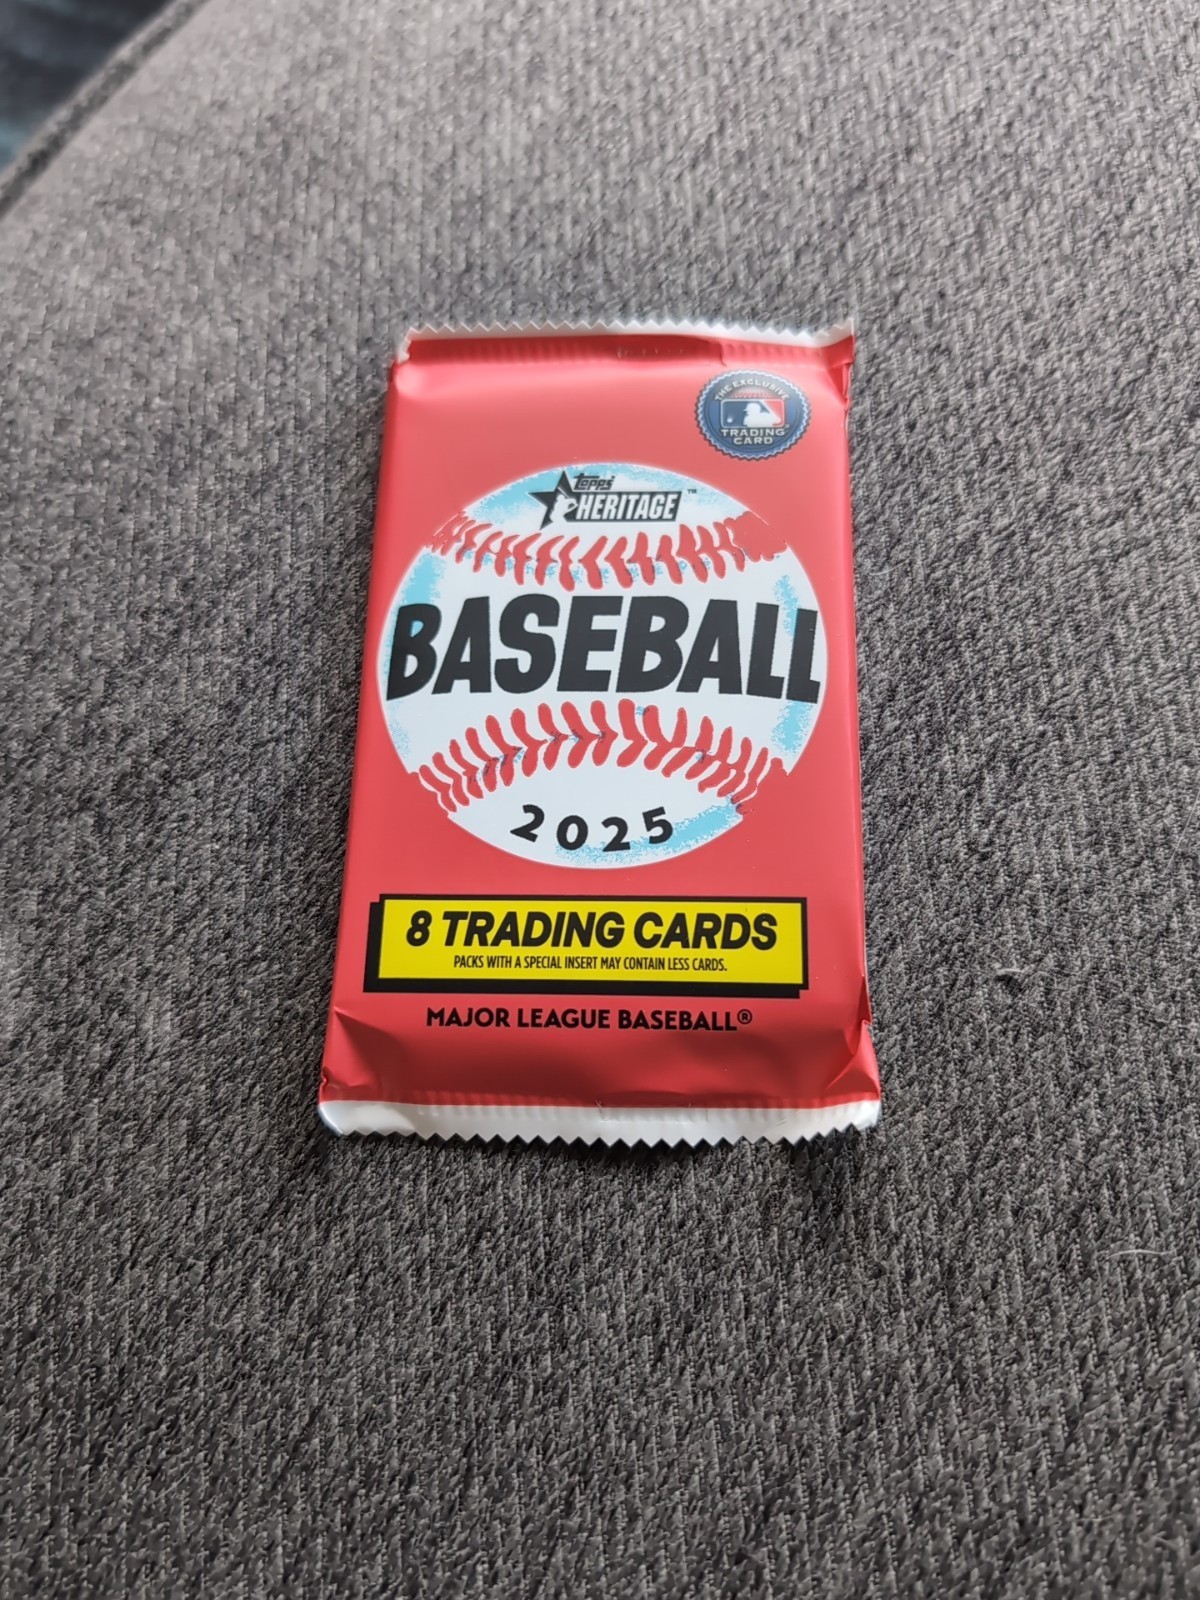 THE EXCLUSIVE
TRADING
CARD
Topps
HERITAGE™
BASEBALL
2025
8 TRADING CARDS
PACKS WITH A SPECIAL INSERT MAY CONTAIN LESS CARDS.
MAJOR LEAGUE BASEBALL®